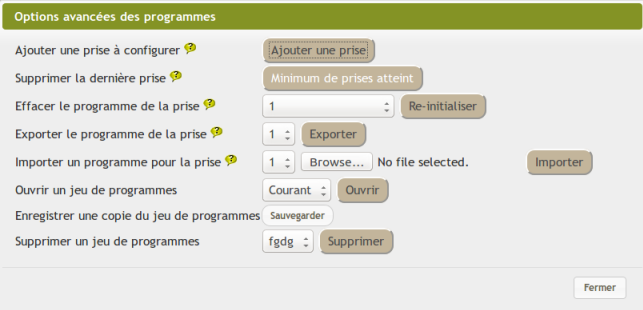 Options avancées des programmes
Ajouter une prise à configurer ? Ajouter une prise
Supprimer la dernière prise ? Minimum de prises atteint
Effacer le programme de la prise ? 1 Re-initialiser
Exporter le programme de la prise ? 1 Exporter
Importer un programme pour la prise ? 1 Browse... No file selected. Importer
Ouvrir un jeu de programmes Courant Ouvrir
Enregistrer une copie du jeu de programmes Sauvegarder
Supprimer un jeu de programmes fgdg Supprimer
Fermer